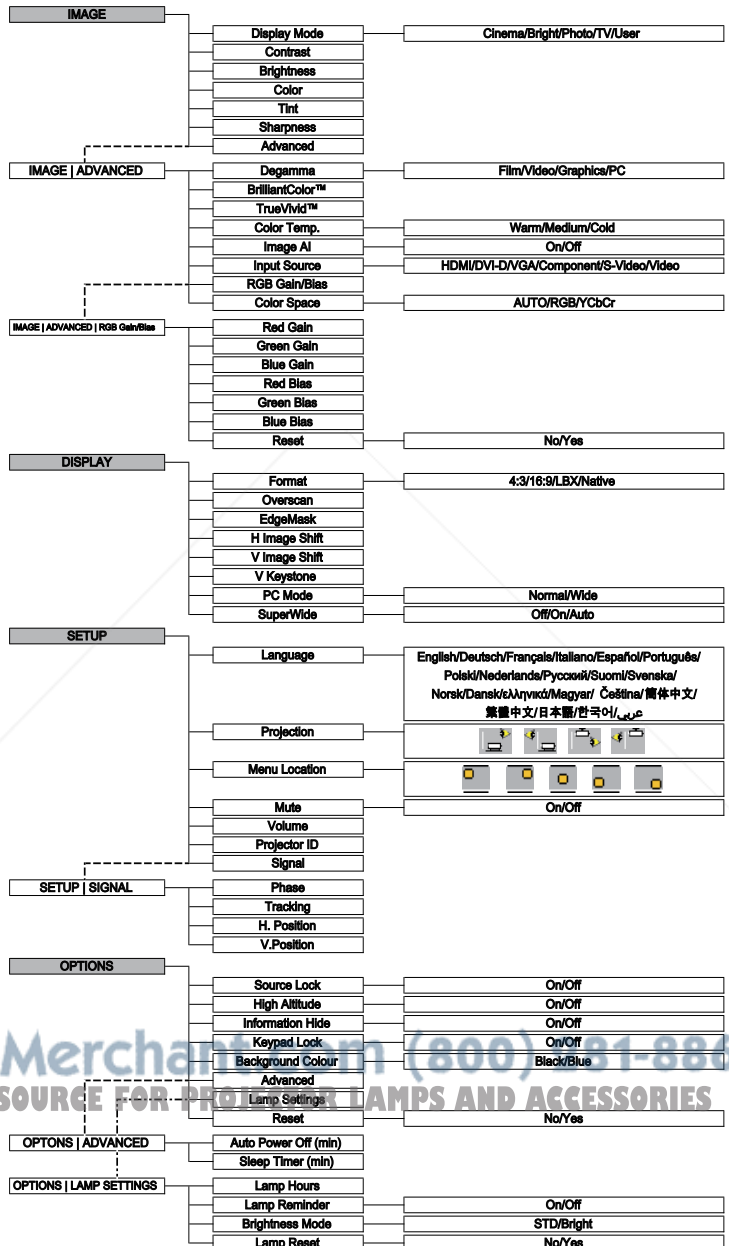 IMAGE
Display Mode Cinema/Bright/Photo/TV/User
Contrast
Brightness
Color
Tint
Sharpness
Advanced
IMAGE | ADVANCED Degamma Film/Video/Graphics/PC
BrilliantColor™
TrueVivid™
Color Temp. Warm/Medium/Cold
Image AI On/Off
Input Source HDMI/DVI-D/VGA/Component/S-Video/Video
RGB Gain/Bias
Color Space AUTO/RGB/YCbCr
IMAGE | ADVANCED | RGB Gain/Bias Red Gain
Green Gain
Blue Gain
Red Bias
Green Bias
Blue Bias
Reset No/Yes
DISPLAY
Format 4:3/16:9/LBX/Native
Overscan
EdgeMask
H Image Shift
V Image Shift
V Keystone
PC Mode Normal/Wide
SuperWide Off/On/Auto
SETUP
Language English/Deutsch/Français/Italiano/Español/Português/
Polski/Nederlands/Русский/Suomi/Svenska/
Norsk/Dansk/ελληνικά/Magyar/ Čeština/簡体中文/
繁體中文/日本語/한국어/عربي
Projection
Menu Location
Mute On/Off
Volume
Projector ID
Signal
SETUP | SIGNAL Phase
Tracking
H. Position
V.Position
OPTIONS
Source Lock On/Off
High Altitude On/Off
Information Hide On/Off
Keypad Lock On/Off
Background Colour Black/Blue
Advanced
Lamp Settings
Reset No/Yes
OPTONS | ADVANCED Auto Power Off (min)
Sleep Timer (min)
OPTIONS | LAMP SETTINGS Lamp Hours
Lamp Reminder On/Off
Brightness Mode STD/Bright
Lamp Reset No/Yes
SOURCE FOR PROJECTOR LAMPS AND ACCESSORIES